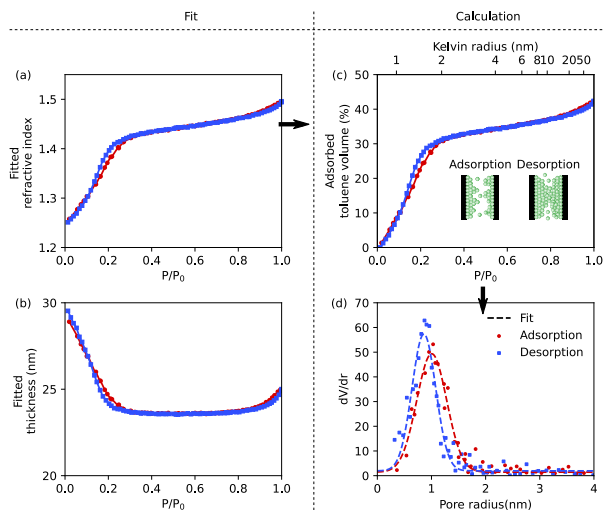 Fit
Calculation
(a)
Fitted
refractive index
1.5
1.4
1.3
1.2
0.0 0.2 0.4 0.6 0.8 1.0
P/P0
Kelvin radius (nm)
1 2 4 6 810 2050
(c)
Adsorbed
toluene volume (%)
50
40
30
20
10
0
Adsorption Desorption
0.0 0.2 0.4 0.6 0.8 1.0
P/P0
(b)
Fitted
thickness (nm)
30
25
20
0.0 0.2 0.4 0.6 0.8 1.0
P/P0
(d)
dV/dr
70
60
50
40
30
20
10
0
Fit
Adsorption
Desorption
0 1 2 3 4
Pore radius(nm)